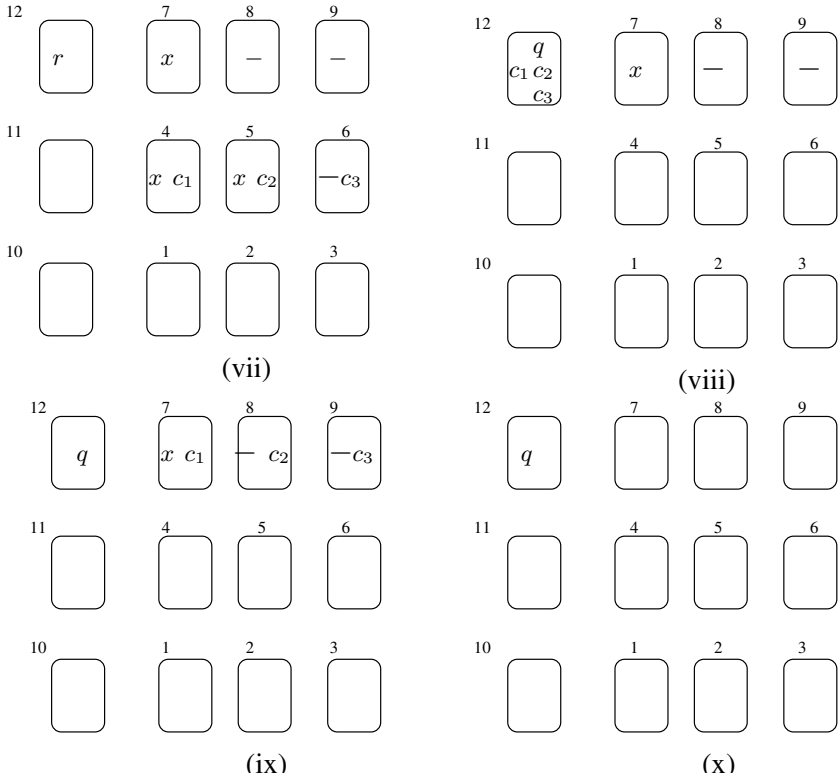 12 7 8 9
r x − −
11 4 5 6
x c₁ x c₂ −c₃
10 1 2 3
(vii)
12 7 8 9
q
c₁ c₂ x − −
c₃
11 4 5 6
10 1 2 3
(viii)
12 7 8 9
q x c₁ − c₂ −c₃
11 4 5 6
10 1 2 3
(ix)
12 7 8 9
q
11 4 5 6
10 1 2 3
(x)